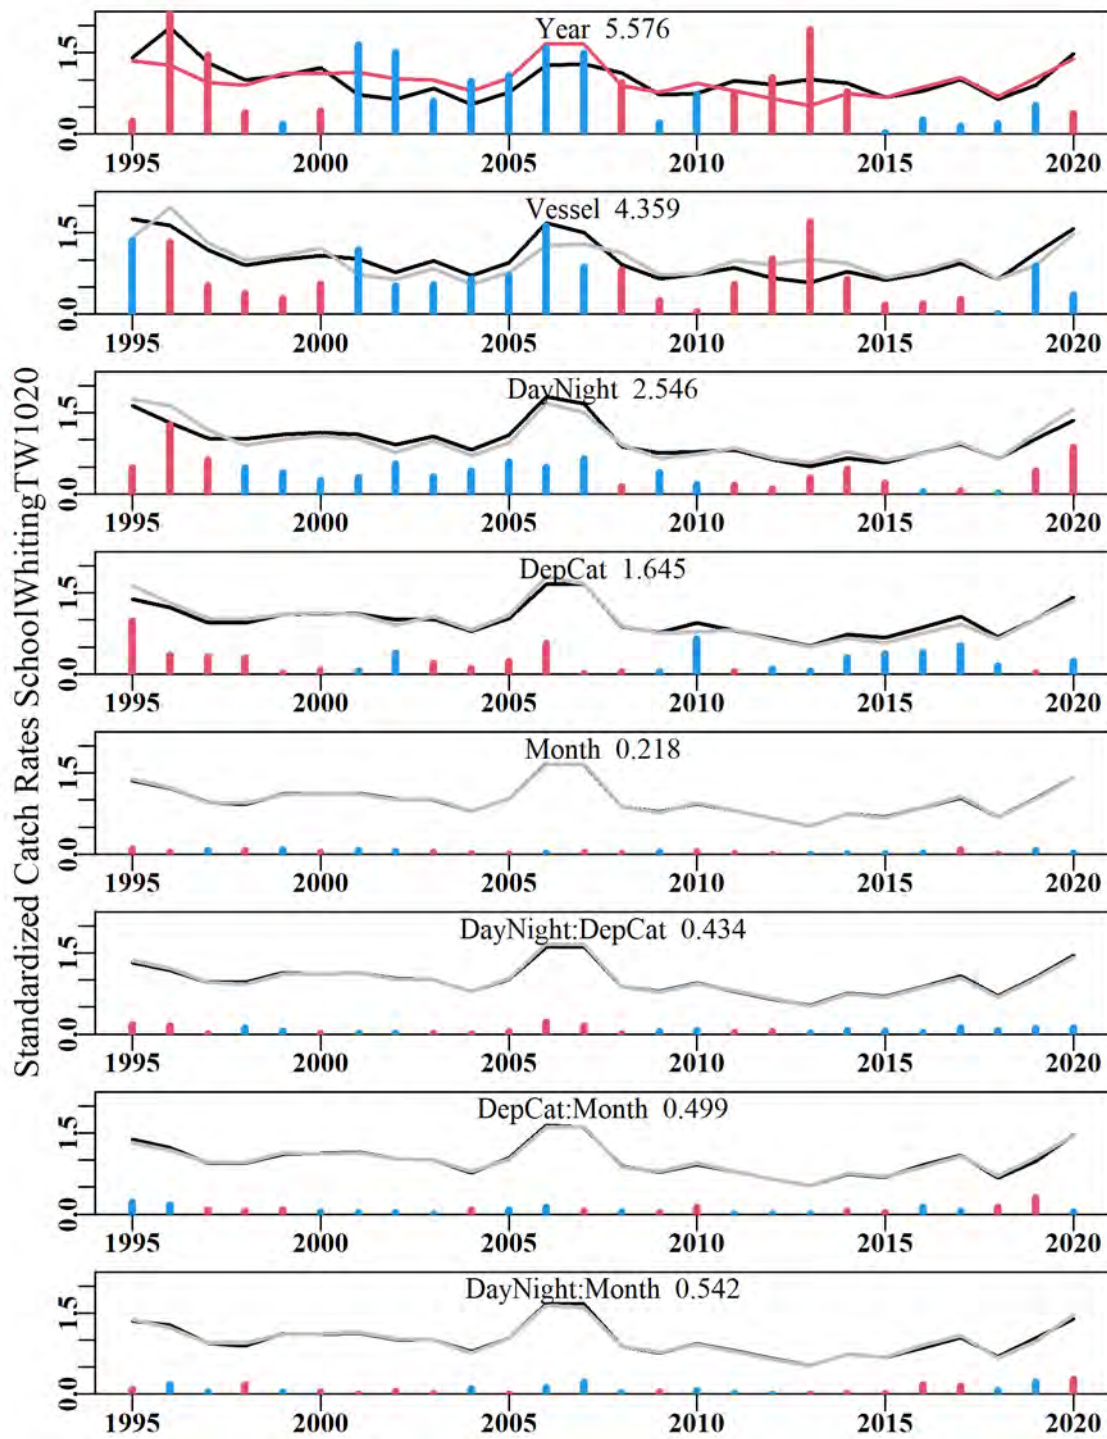 Standardized Catch Rates SchoolWhitingTW1020
Year 5.576
1.5
0.0
1995 2000 2005 2010 2015 2020
Vessel 4.359
1.5
0.0
1995 2000 2005 2010 2015 2020
DayNight 2.546
1.5
0.0
1995 2000 2005 2010 2015 2020
DepCat 1.645
1.5
0.0
1995 2000 2005 2010 2015 2020
Month 0.218
1.5
0.0
1995 2000 2005 2010 2015 2020
DayNight:DepCat 0.434
1.5
0.0
1995 2000 2005 2010 2015 2020
DepCat:Month 0.499
1.5
0.0
1995 2000 2005 2010 2015 2020
DayNight:Month 0.542
1.5
0.0
1995 2000 2005 2010 2015 2020